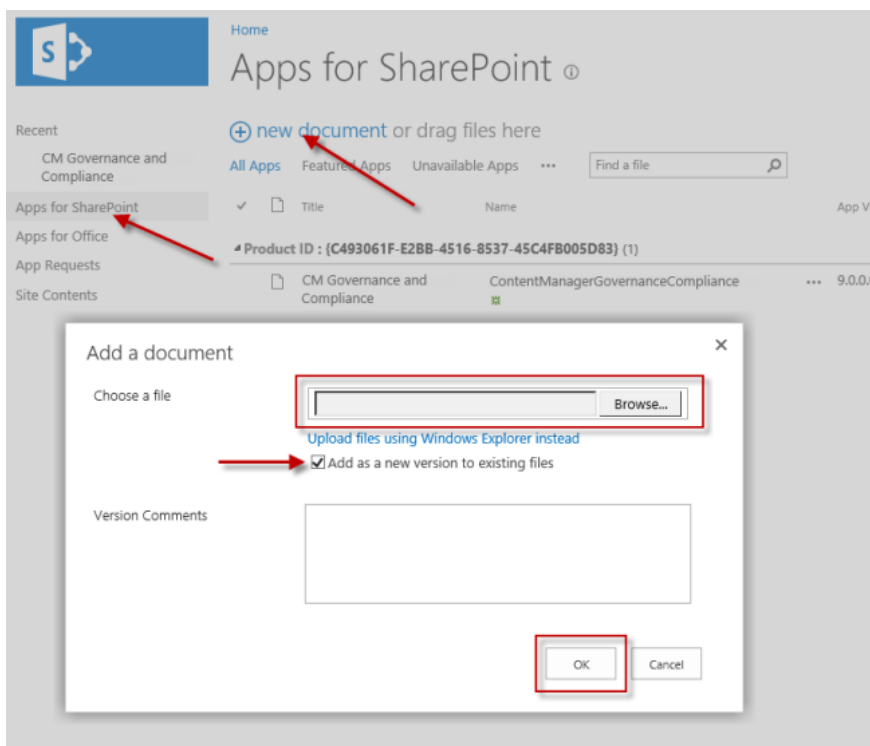 S
Home
Apps for SharePoint
Recent
CM Governance and
Compliance
Apps for SharePoint
Apps for Office
App Requests
Site Contents
new document or drag files here
All Apps Featured Apps Unavailable Apps ••• Find a file
Title Name App V
Product ID : {C493061F-E2BB-4516-8537-45C4FB005D83} (1)
CM Governance and ContentManagerGovernanceCompliance ••• 9.0.0.
Compliance
Add a document
Choose a file
Browse...
Upload files using Windows Explorer instead
Add as a new version to existing files
Version Comments
OK Cancel